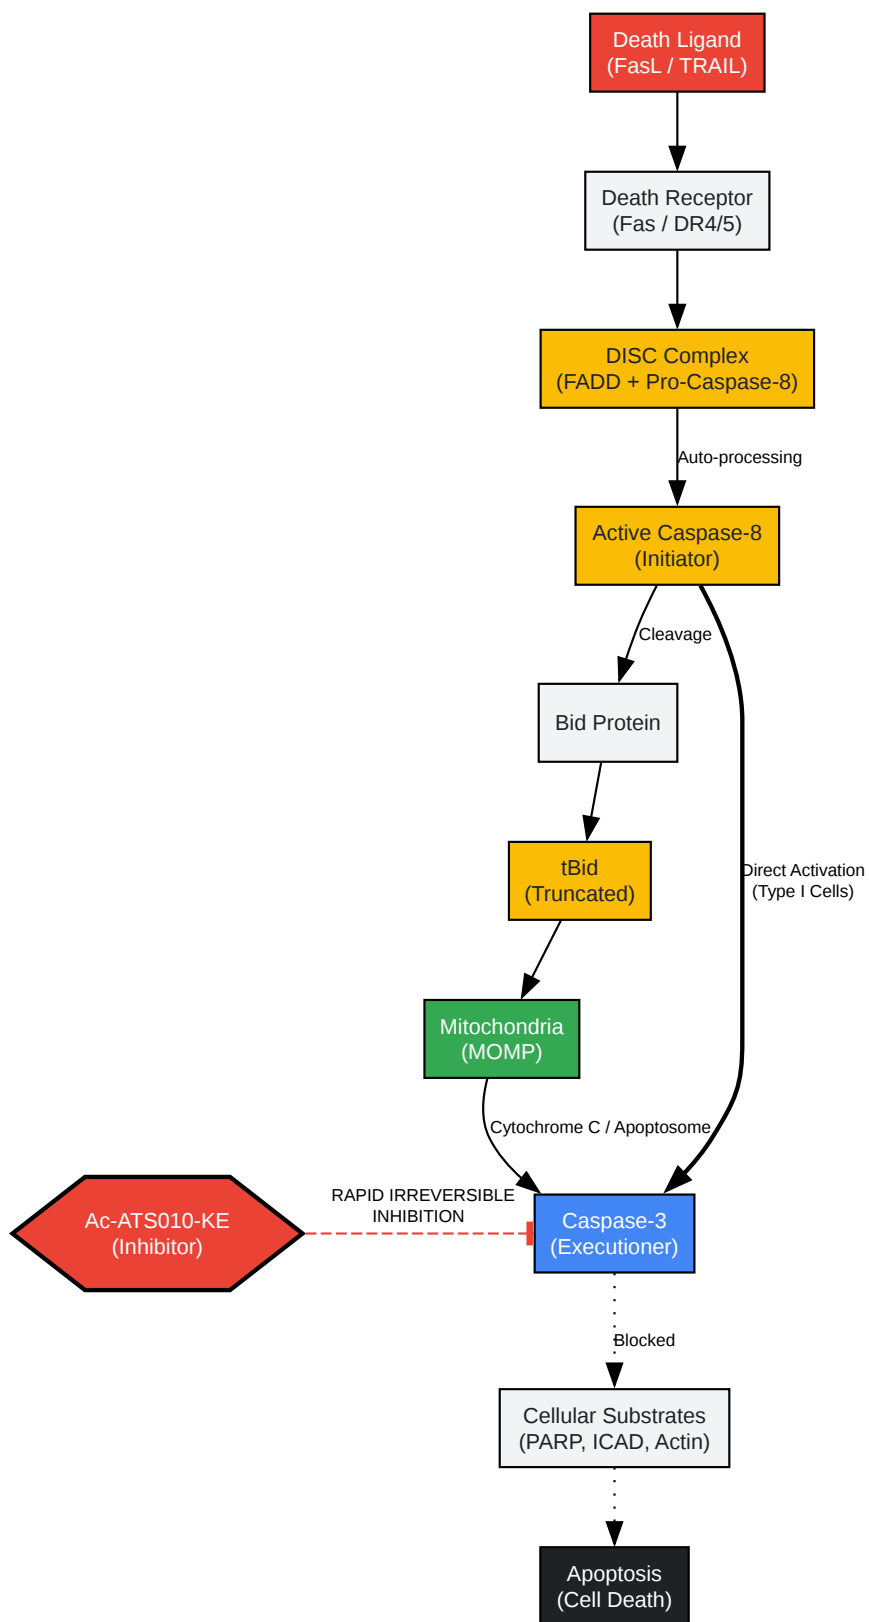 Death Ligand
(FasL / TRAIL)
Death Receptor
(Fas / DR4/5)
DISC Complex
(FADD + Pro-Caspase-8)
Auto-processing
Active Caspase-8
(Initiator)
Cleavage
Bid Protein
tBid
(Truncated)
Direct Activation
(Type I Cells)
Mitochondria
(MOMP)
Cytochrome C / Apoptosome
RAPID IRREVERSIBLE
INHIBITION
Ac-ATS010-KE
(Inhibitor)
Caspase-3
(Executioner)
Blocked
Cellular Substrates
(PARP, ICAD, Actin)
Apoptosis
(Cell Death)